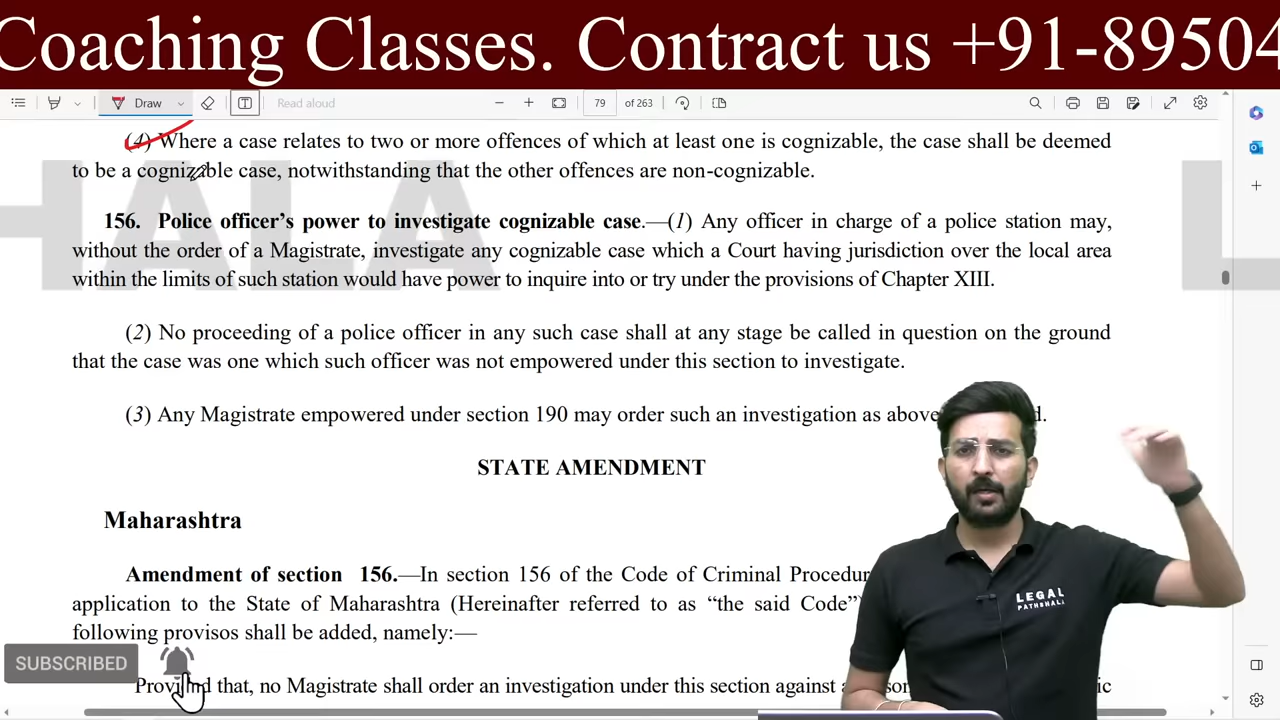 Coaching Classes. Contract us +91-89504
Draw
Read aloud
79 of 263
(4) Where a case relates to two or more offences of which at least one is cognizable, the case shall be deemed
to be a cognizable case, notwithstanding that the other offences are non-cognizable.
HALA
L
156. Police officer's power to investigate cognizable case.—(1) Any officer in charge of a police station may,
without the order of a Magistrate, investigate any cognizable case which a Court having jurisdiction over the local area
within the limits of such station would have power to inquire into or try under the provisions of Chapter XIII.
(2) No proceeding of a police officer in any such case shall at any stage be called in question on the ground
that the case was one which such officer was not empowered under this section to investigate.
(3) Any Magistrate empowered under section 190 may order such an investigation as above
STATE AMENDMENT
Maharashtra
Amendment of section 156.—In section 156 of the Code of Criminal Procedur
application to the State of Maharashtra (Hereinafter referred to as “the said Code”)
following provisos shall be added, namely:—
LEGAL
PATHSHALA
SUBSCRIBED
that, no Magistrate shall order an investigation under this section against